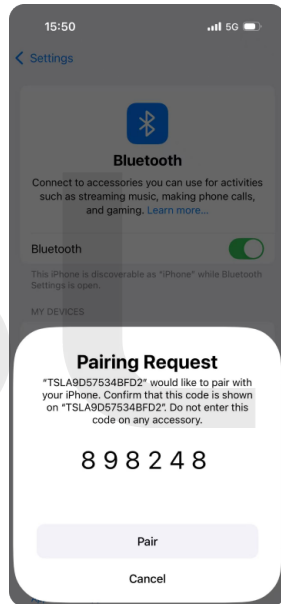 15:50
5G
Settings
Bluetooth
Connect to accessories you can use for activities
such as streaming music, making phone calls,
and gaming. Learn more...
Bluetooth
This iPhone is discoverable as "iPhone" while Bluetooth
Settings is open.
MY DEVICES
Pairing Request
"TSLA9D57534BFD2" would like to pair with
your iPhone. Confirm that this code is shown
on "TSLA9D57534BFD2". Do not enter this
code on any accessory.
898248
Pair
Cancel